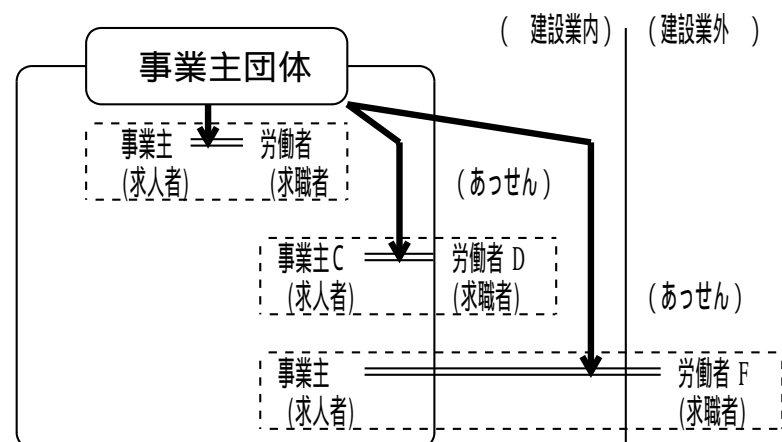 (　建設業内) (建設業外　)
事業主団体
事業主　労働者
(求人者)　(求職者
(あっせん)
事業主C　労働者 D
(求人者)　(求職者)
(あっせん)
事業主　労働者 F
(求人者)　(求職者)